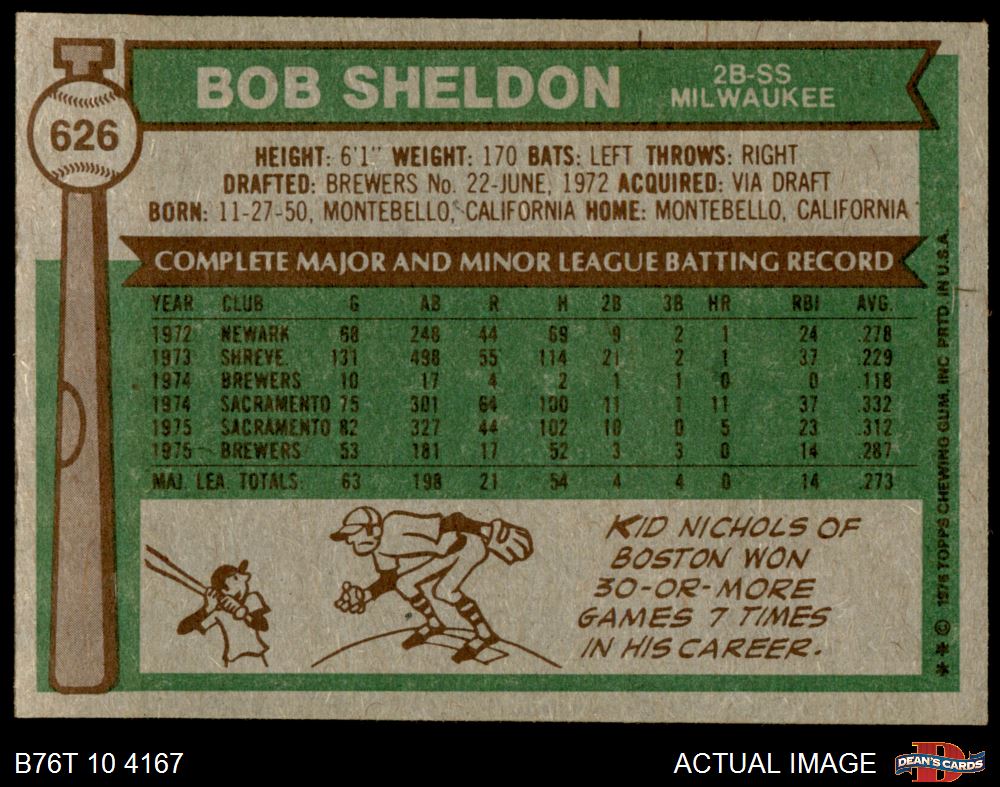 626
BOB SHELDON
2B-SS
MILWAUKEE
HEIGHT: 6'1" WEIGHT: 170 BATS: LEFT THROWS: RIGHT
DRAFTED: BREWERS No. 22-JUNE, 1972 ACQUIRED: VIA DRAFT
BORN: 11-27-50, MONTEBELLO, CALIFORNIA HOME: MONTEBELLO, CALIFORNIA
COMPLETE MAJOR AND MINOR LEAGUE BATTING RECORD
YEAR CLUB G AB R H 2B 3B HR RBI AVG.
1972 NEWARK 68 248 44 69 9 2 1 24 .278
1973 SHREVE. 131 498 55 114 21 2 1 37 .229
1974 BREWERS 10 17 4 2 1 1 0 0 .118
1974 SACRAMENTO 75 301 64 100 11 1 11 37 .332
1975 SACRAMENTO 82 327 44 102 10 0 5 23 .312
1975 BREWERS 53 181 17 52 3 3 0 14 .287
MAJ. LEA. TOTALS: 63 198 21 54 4 4 0 14 .273
KID NICHOLS OF
BOSTON WON
30-OR-MORE
GAMES 7 TIMES
IN HIS CAREER.
** © 1976 TOPPS CHEWING GUM, INC. PRTD. IN U.S.A.
B76T 10 4167
ACTUAL IMAGE
D
DEAN'S CARDS